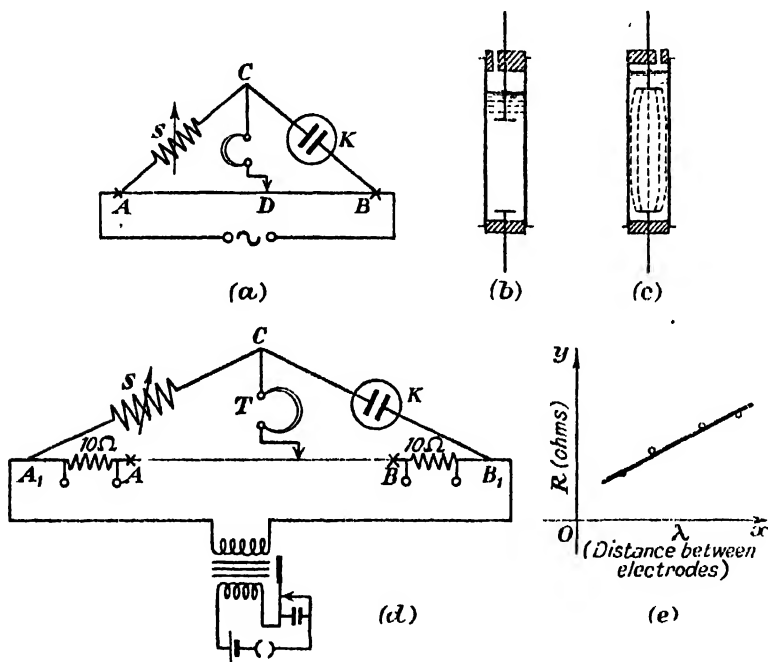 C
S
K
A
D
B
(a)
(b)
(c)
C
S
T
K
10Ω
10Ω
A₁
A
B
B₁
(d)
y
R (ohms)
O
λ
x
(Distance between
electrodes)
(e)